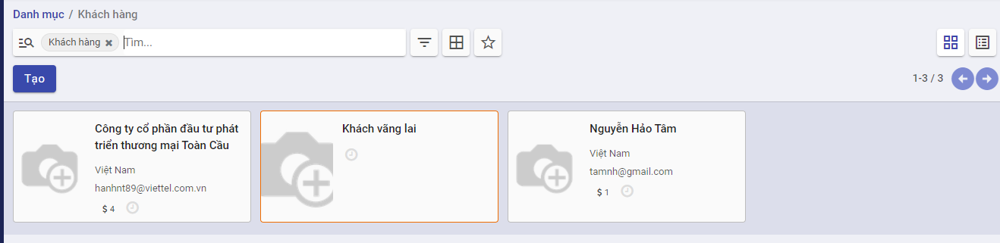 Danh mục / Khách hàng
Khách hàng × Tìm...
Tạo
1-3 / 3
Công ty cổ phần đầu tư phát
triển thương mại Toàn Cầu
Việt Nam
hanhnt89@viettel.com.vn
$ 4
Khách vãng lai
Nguyễn Hảo Tâm
Việt Nam
tamnh@gmail.com
$ 1